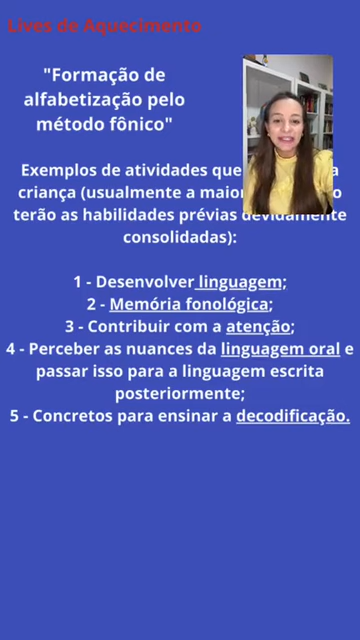 Lives de Aquecimento
"Formação de
alfabetização pelo
método fônico"
Exemplos de atividades que a
criança (usualmente a maior o
terão as habilidades prévias devidamente
consolidadas):
1 - Desenvolver linguagem;
2 - Memória fonológica;
3 - Contribuir com a atenção;
4 - Perceber as nuances da linguagem oral e
passar isso para a linguagem escrita
posteriormente;
5 - Concretos para ensinar a decodificação.